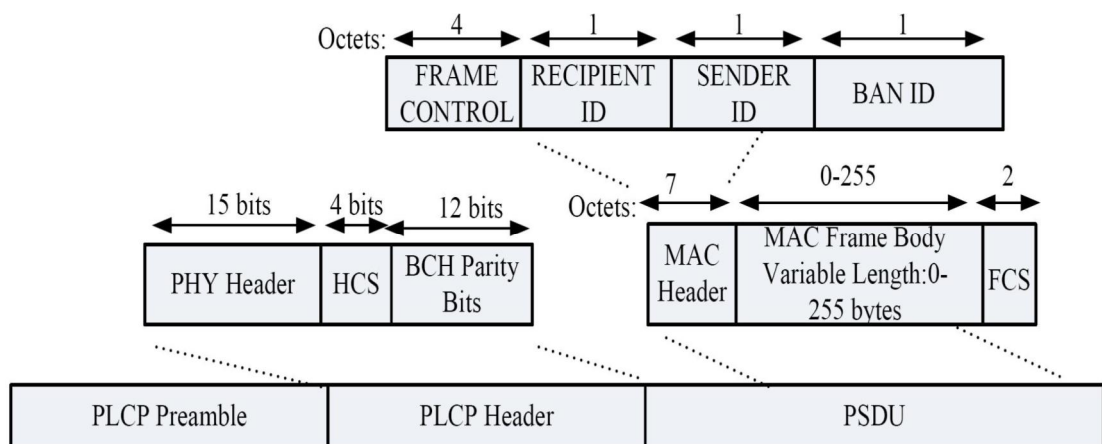 Octets: 4 1 1 1
FRAME CONTROL
RECIPIENT ID
SENDER ID
BAN ID
15 bits 4 bits 12 bits
Octets: 7 0-255 2
PHY Header
HCS
BCH Parity Bits
MAC Header
MAC Frame Body
Variable Length:0-
255 bytes
FCS
PLCP Preamble
PLCP Header
PSDU